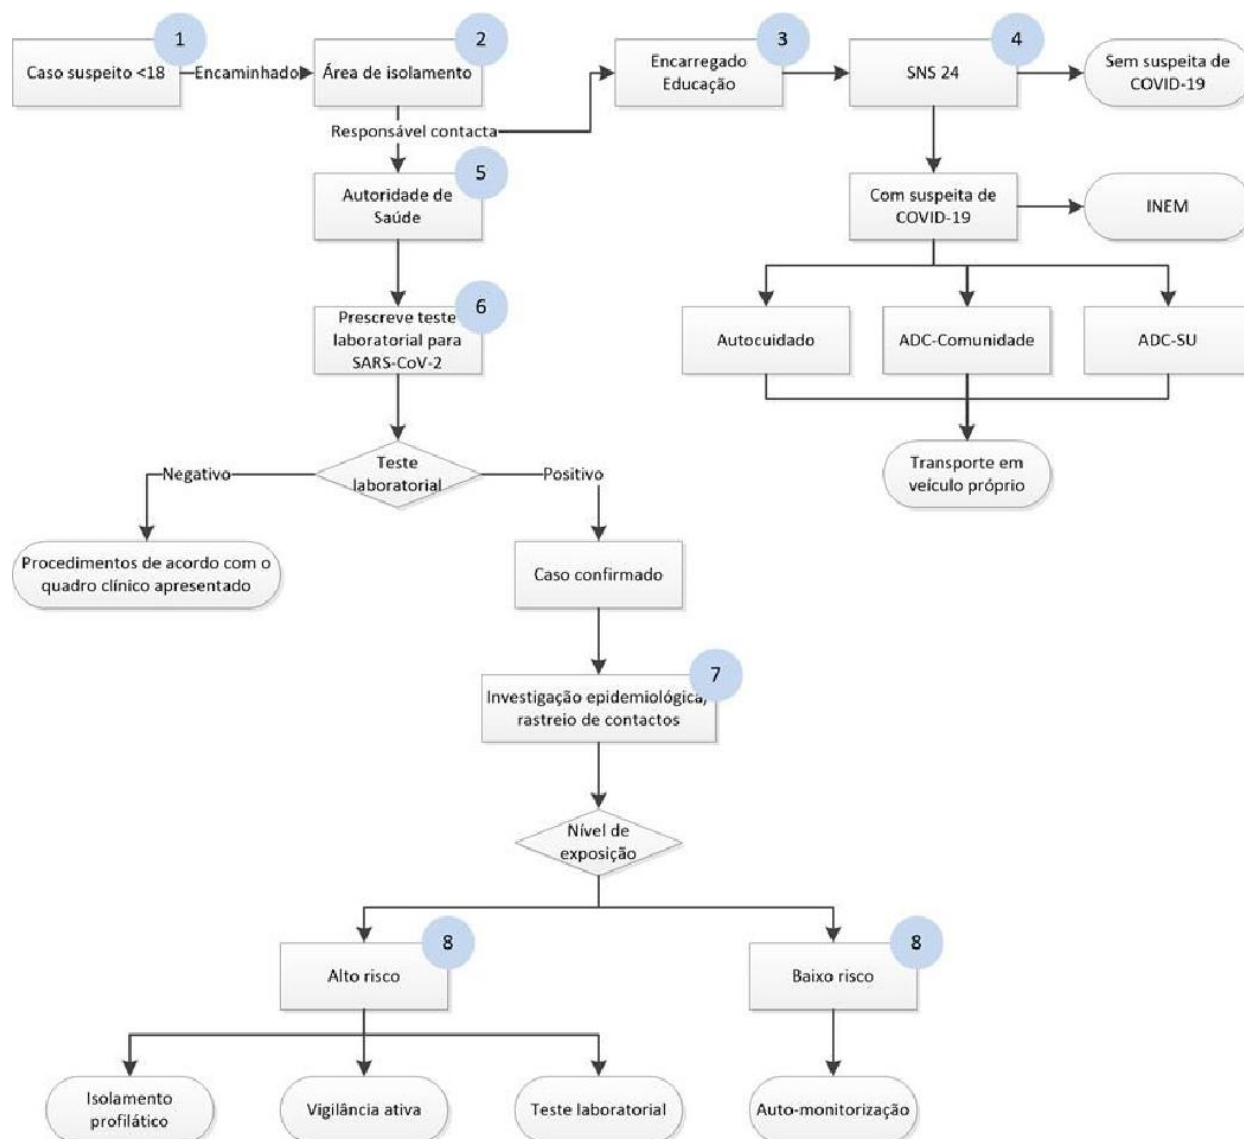 1
Caso suspeito <18
Encaminhado
2
Área de isolamento
3
Encarregado
Educação
4
SNS 24
Sem suspeita de
COVID-19
Responsável contacta
5
Autoridade de
Saúde
Com suspeita de
COVID-19
INEM
6
Prescreve teste
laboratorial para
SARS-CoV-2
Autocuidado
ADC-Comunidade
ADC-SU
Negativo
Teste
laboratorial
Positivo
Transporte em
veículo próprio
Procedimentos de acordo com o
quadro clínico apresentado
Caso confirmado
7
Investigação epidemiológica,
rastreio de contactos
Nível de
exposição
8
Alto risco
8
Baixo risco
Isolamento
profilático
Vigilância ativa
Teste laboratorial
Auto-monitorização